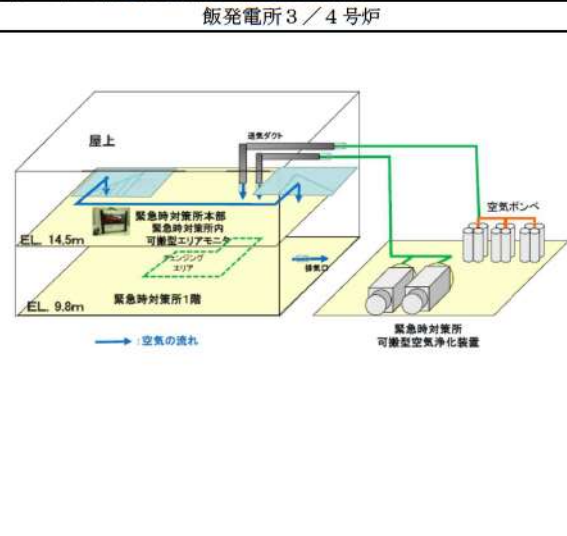 飯発電所3／4号炉
屋上
送気ダクト
空気ボンベ
緊急時対策所本部
緊急時対策所内
可搬型エリアモニタ
EL. 14.5m
チェンジング
エリア
排気口
緊急時対策所1階
EL. 9.8m
緊急時対策所
可搬型空気浄化装置
:空気の流れ